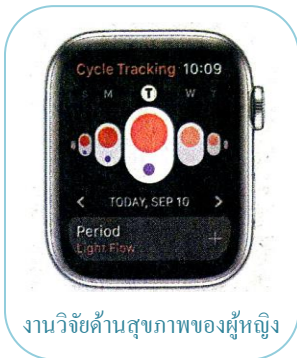 Cycle Tracking 10:09
S M T W T
< TODAY, SEP 10 >
Period
Light Flow +
งานวิจัยด้านสุขภาพของผู้หญิง